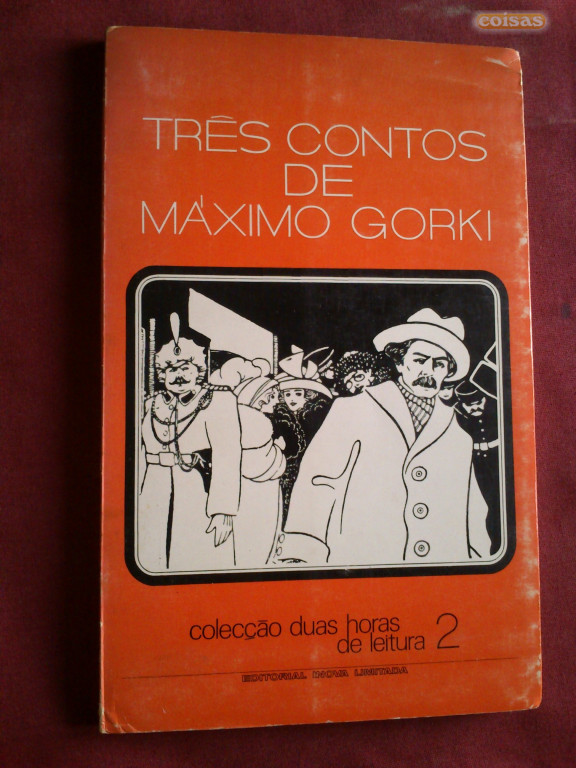 coisas
TRÊS CONTOS
DE
MÁXIMO GORKI
colecção duas horas
de leitura 2
EDITORIAL INOVA LIMITADA